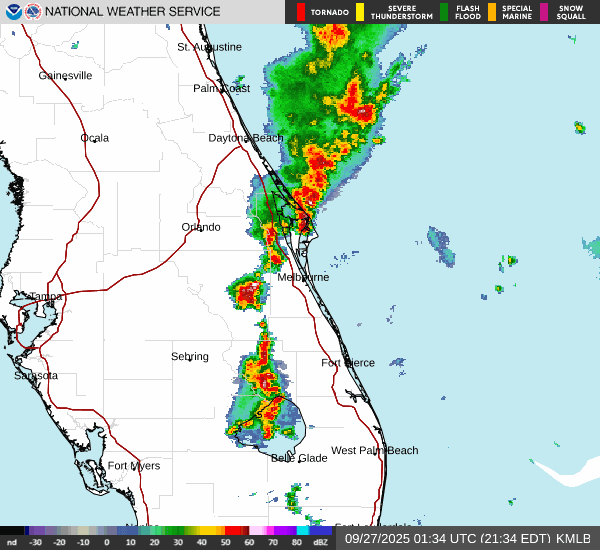 NATIONAL WEATHER SERVICE
TORNADO
SEVERE THUNDERSTORM
FLASH FLOOD
SPECIAL MARINE
SNOW SQUALL
St. Augustine
Gainesville
Palm Coast
Ocala
Daytona Beach
Orlando
Melbourne
Tampa
Sebring
Fort Pierce
Sarasota
West Palm Beach
Belle Glade
Fort Myers
nd -30 -20 -10 0 10 20 30 40 50 60 70 80 dBZ
09/27/2025 01:34 UTC (21:34 EDT) KMLB